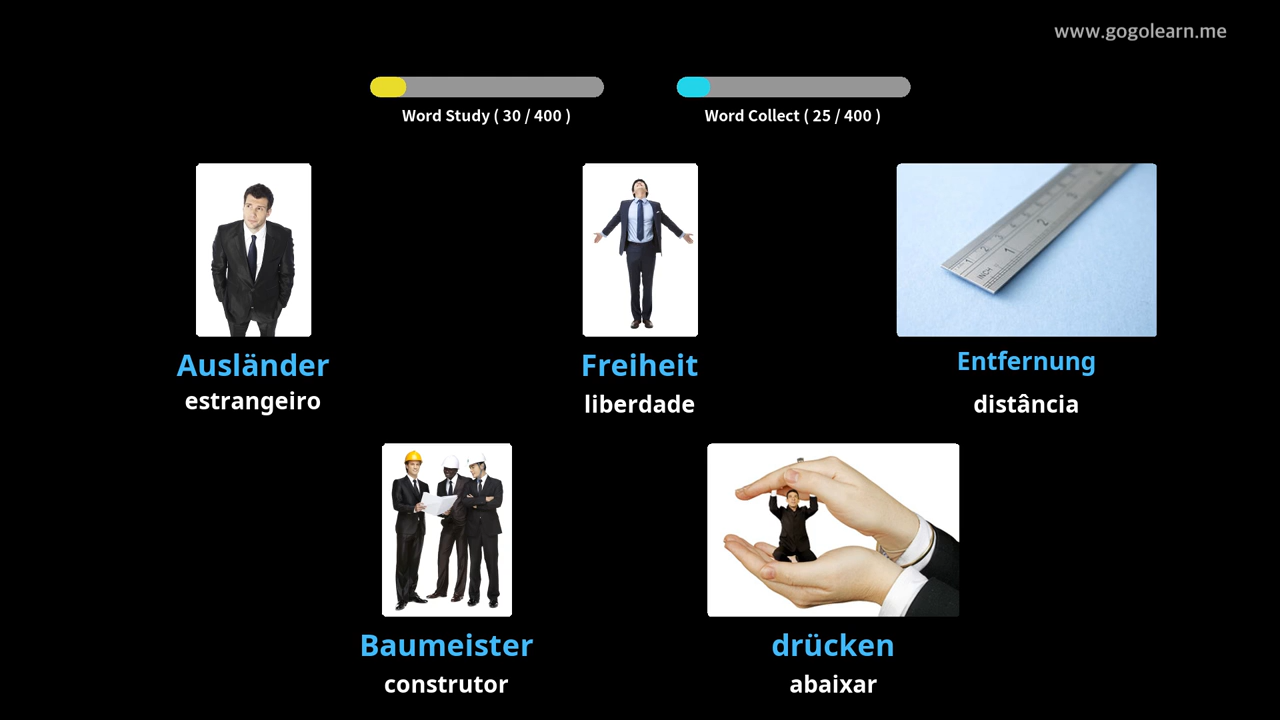 www.gogolearn.me
Word Study ( 30 / 400 )
Word Collect ( 25 / 400 )
Ausländer
estrangeiro
Freiheit
liberdade
Entfernung
distância
Baumeister
construtor
drücken
abaixar